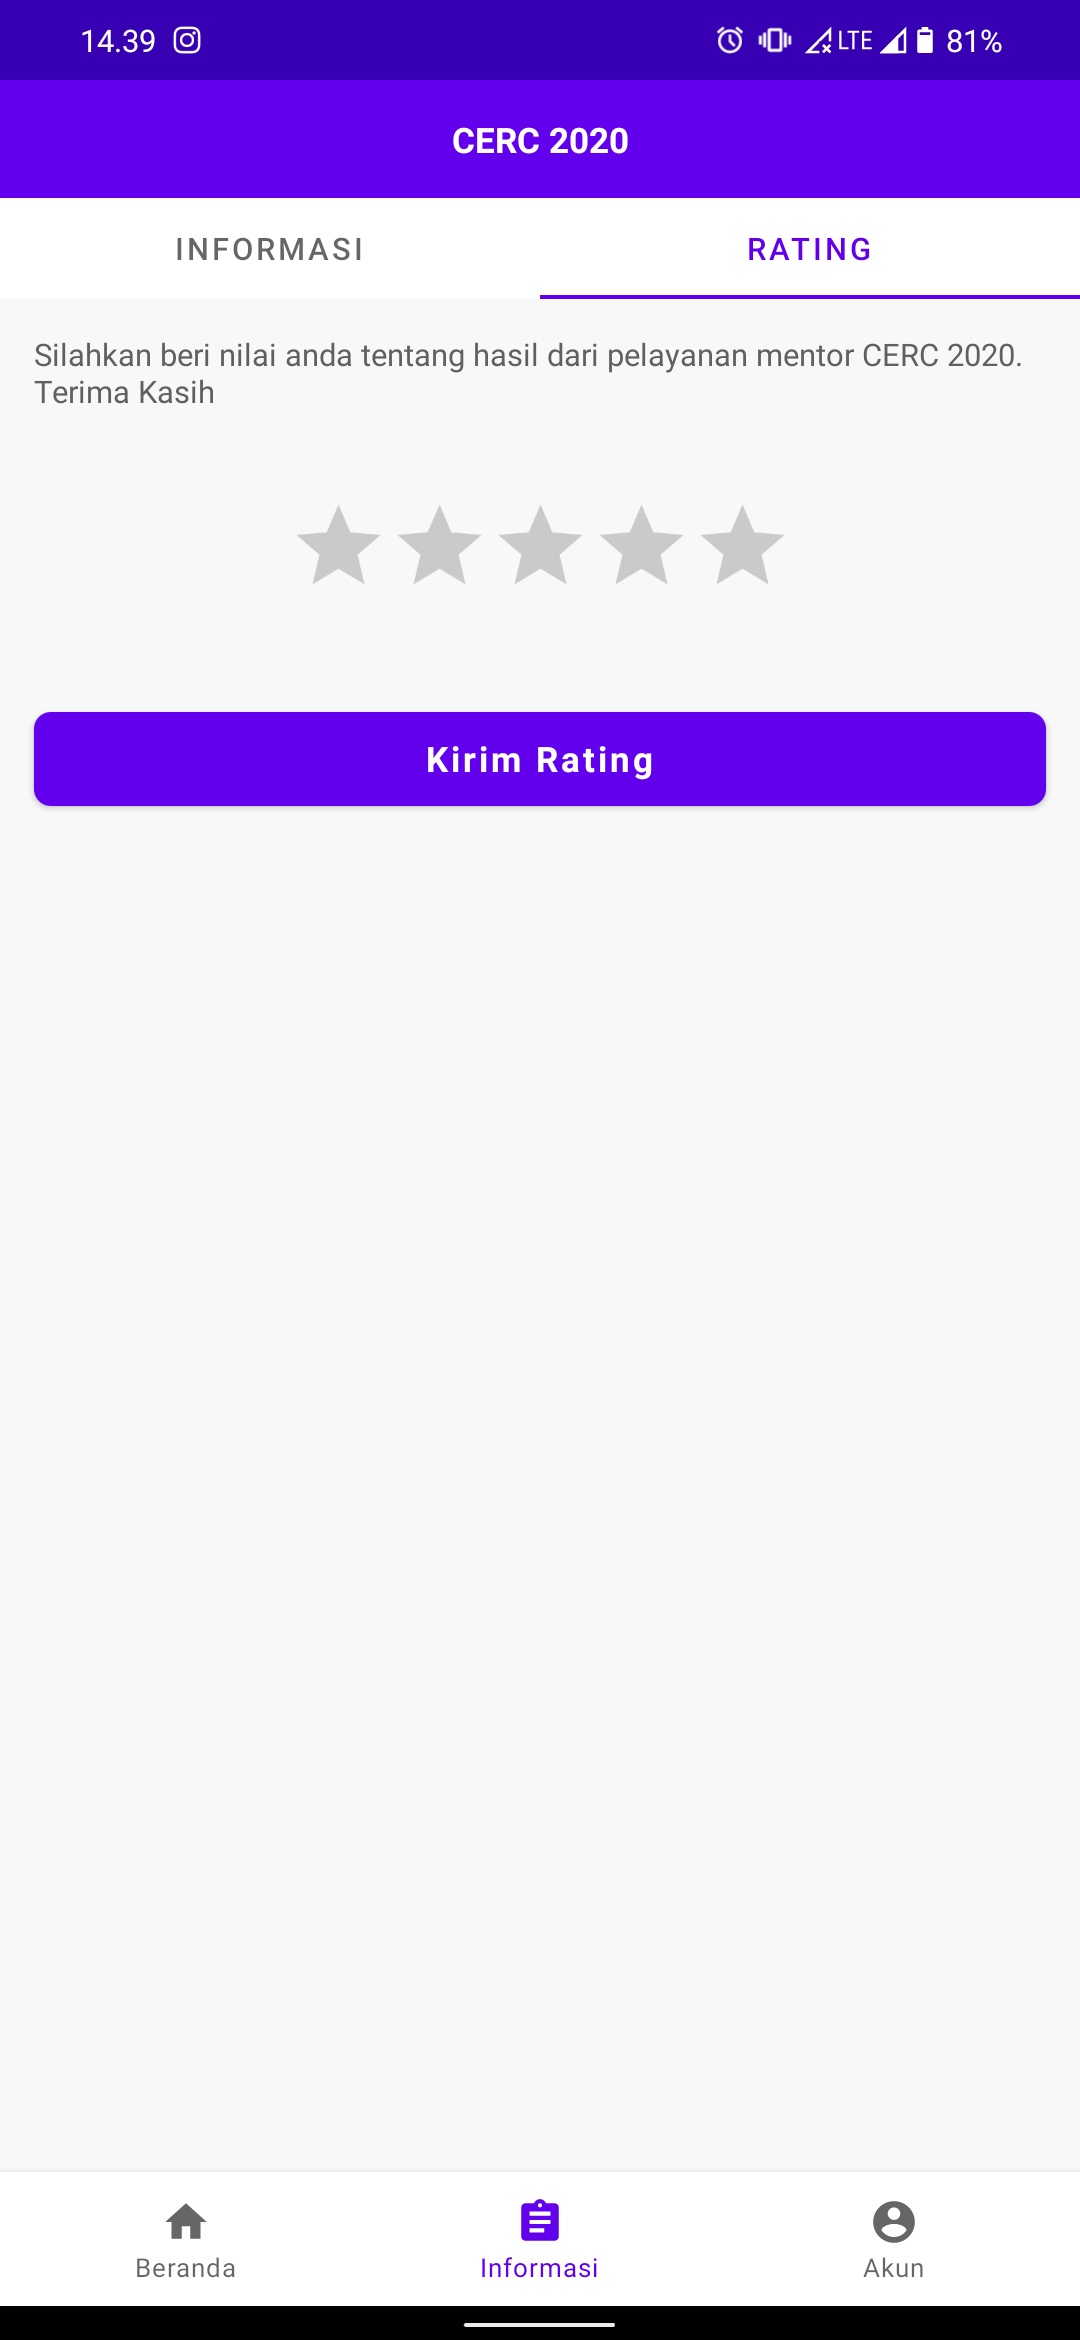 14.39
LTE
81%
CERC 2020
INFORMASI
RATING
Silahkan beri nilai anda tentang hasil dari pelayanan mentor CERC 2020.
Terima Kasih
Kirim Rating
Beranda
Informasi
Akun